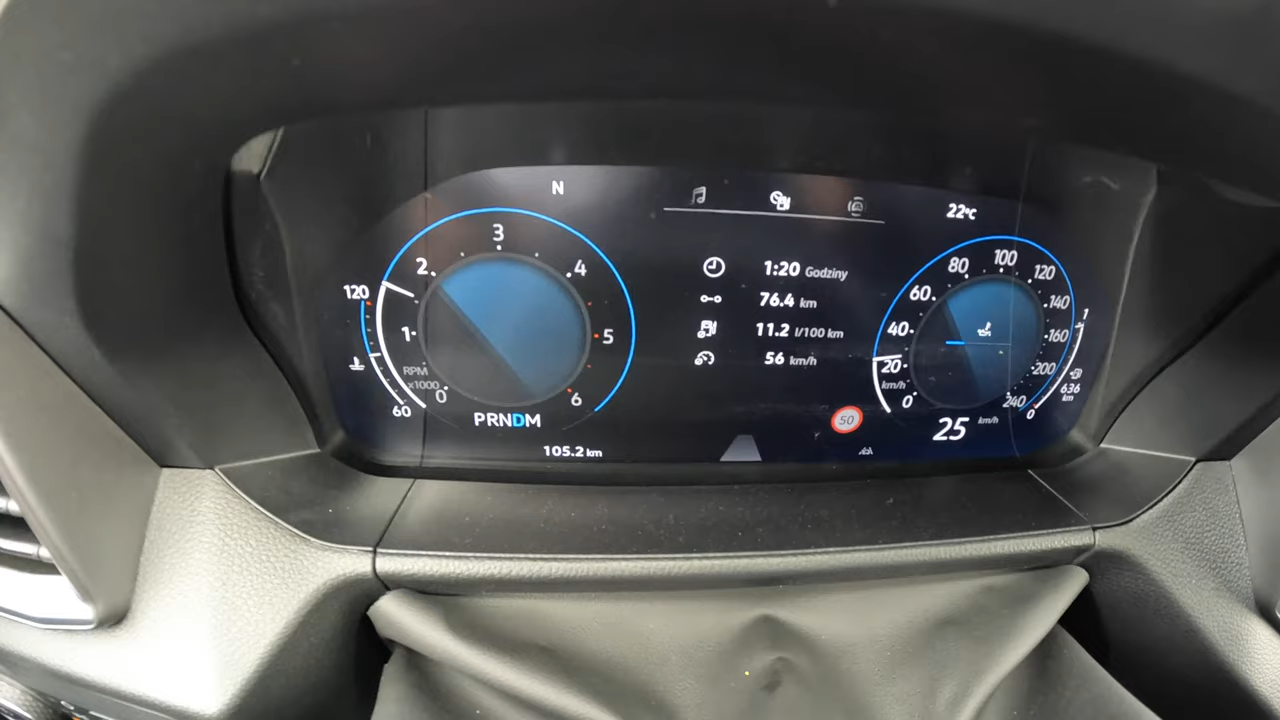 N
22°C
3
2
4
1
5
RPM
x1000
0
6
120
60
PRNDM
105.2 km
1:20 Godziny
76.4 km
11.2 l/100 km
56 km/h
50
100
80
120
60
140
40
160
20
200
km/h
0
240
25 km/h
1
636
km
0